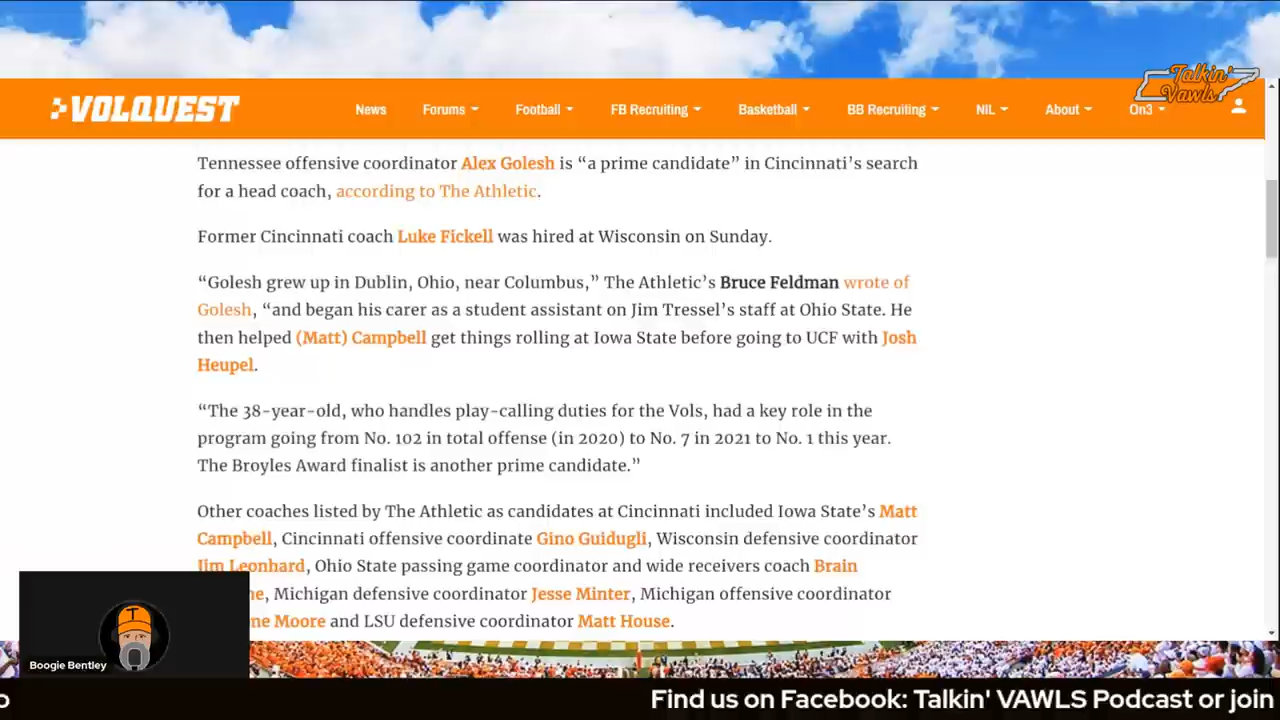 Talkin'
Vawls
VOLQUEST
News Forums Football FB Recruiting Basketball BB Recruiting NIL About On3
Tennessee offensive coordinator Alex Golesh is “a prime candidate” in Cincinnati’s search
for a head coach, according to The Athletic.
Former Cincinnati coach Luke Fickell was hired at Wisconsin on Sunday.
“Golesh grew up in Dublin, Ohio, near Columbus,” The Athletic’s Bruce Feldman wrote of
Golesh, “and began his carer as a student assistant on Jim Tressel’s staff at Ohio State. He
then helped (Matt) Campbell get things rolling at Iowa State before going to UCF with Josh
Heupel.
“The 38-year-old, who handles play-calling duties for the Vols, had a key role in the
program going from No. 102 in total offense (in 2020) to No. 7 in 2021 to No. 1 this year.
The Broyles Award finalist is another prime candidate.”
Other coaches listed by The Athletic as candidates at Cincinnati included Iowa State’s Matt
Campbell, Cincinnati offensive coordinate Gino Guidugli, Wisconsin defensive coordinator
Jim Leonhard, Ohio State passing game coordinator and wide receivers coach Brain
, Michigan defensive coordinator Jesse Minter, Michigan offensive coordinator
Moore and LSU defensive coordinator Matt House.
T
Boogie Bentley
Find us on Facebook: Talkin' VAWLS Podcast or join